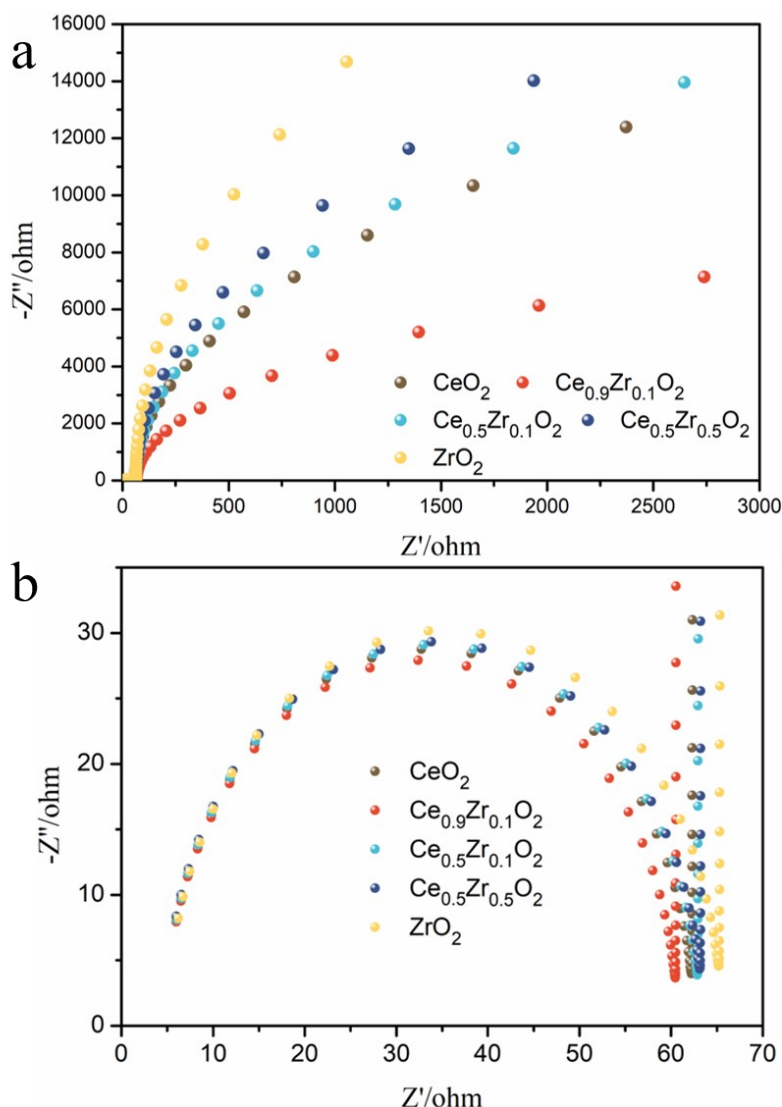 a
16000
14000
12000
10000
8000
6000
4000
2000
0
-Z"/ohm
CeO2 Ce0.9Zr0.1O2
Ce0.5Zr0.1O2 Ce0.5Zr0.5O2
ZrO2
0 500 1000 1500 2000 2500 3000
Z'/ohm
b
30
20
10
0
-Z"/ohm
CeO2
Ce0.9Zr0.1O2
Ce0.5Zr0.1O2
Ce0.5Zr0.5O2
ZrO2
0 10 20 30 40 50 60 70
Z'/ohm